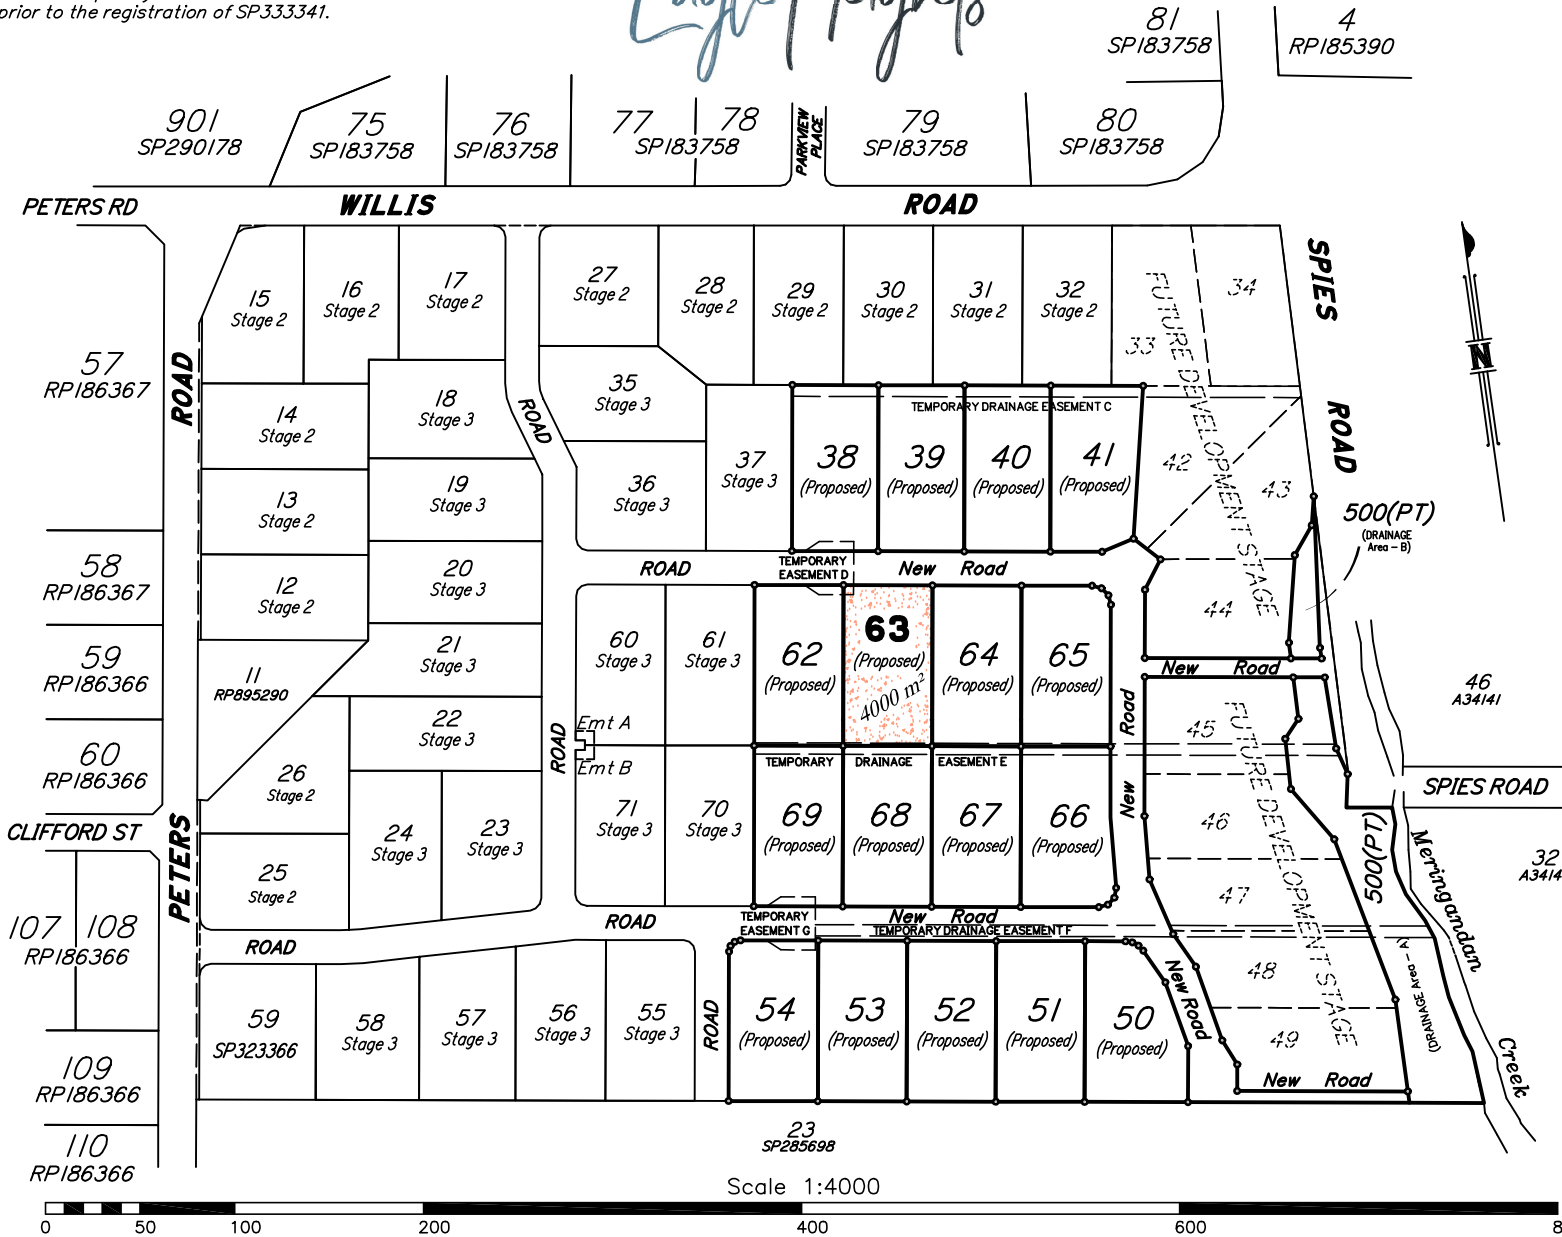 prior to the registration of SP333341.
Eagle Heights
81
SP183758
4
RP185390
901
SP290178
75
SP183758
76
SP183758
77
78
SP183758
PARKVIEW
PLACE
79
SP183758
80
SP183758
PETERS RD
WILLIS
ROAD
15
Stage 2
16
Stage 2
17
Stage 2
27
Stage 2
28
Stage 2
29
Stage 2
30
Stage 2
31
Stage 2
32
Stage 2
33
34
SPIES
ROAD
FUTURE DEVELOPMENT STAGE
N
57
RP186367
ROAD
14
Stage 2
18
Stage 3
ROAD
35
Stage 3
TEMPORARY DRAINAGE EASEMENT C
37
Stage 3
38
(Proposed)
39
(Proposed)
40
(Proposed)
41
(Proposed)
42
43
13
Stage 2
19
Stage 3
36
Stage 3
500(PT)
(DRAINAGE
Area - B)
58
RP186367
12
Stage 2
20
Stage 3
ROAD
TEMPORARY
EASEMENT D
New Road
44
59
RP186366
11
RP895290
21
Stage 3
60
Stage 3
61
Stage 3
62
(Proposed)
63
(Proposed)
4000 m²
64
(Proposed)
65
(Proposed)
New Road
46
A34141
60
RP186366
22
Stage 3
ROAD
Emt A
Emt B
New Road
45
FUTURE DEVELOPMENT STAGE
26
Stage 2
TEMPORARY DRAINAGE EASEMENT E
SPIES ROAD
CLIFFORD ST
PETERS
24
Stage 3
23
Stage 3
71
Stage 3
70
Stage 3
69
(Proposed)
68
(Proposed)
67
(Proposed)
66
(Proposed)
46
500(PT)
Meringandan
Creek
32
A3414
25
Stage 2
47
107
108
RP186366
ROAD
ROAD
TEMPORARY
EASEMENT G
New Road
TEMPORARY DRAINAGE EASEMENT F
New Road
48
(DRAINAGE Area - A)
59
SP323366
58
Stage 3
57
Stage 3
56
Stage 3
55
Stage 3
ROAD
54
(Proposed)
53
(Proposed)
52
(Proposed)
51
(Proposed)
50
(Proposed)
49
109
RP186366
New Road
110
RP186366
23
SP285698
Scale 1:4000
0 50 100 200 400 600 8